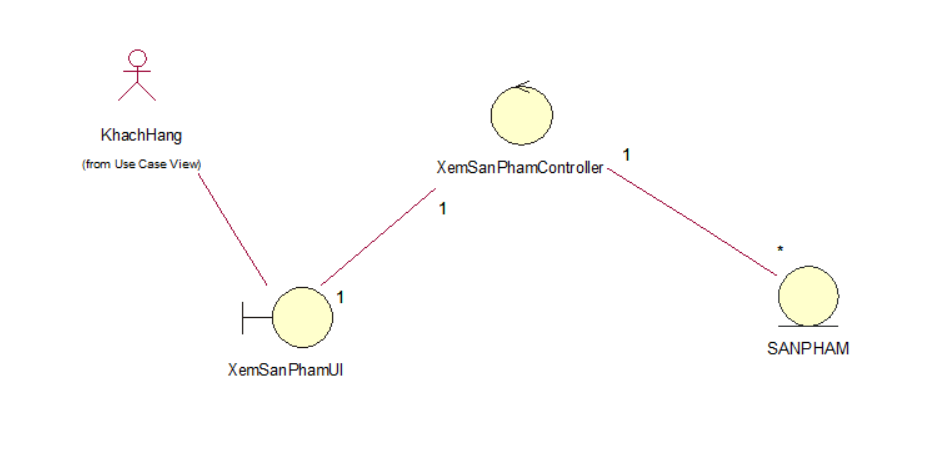 KhachHang
(from Use Case View)
XemSanPhamController
1
1
*
1
XemSanPhamUI
SANPHAM